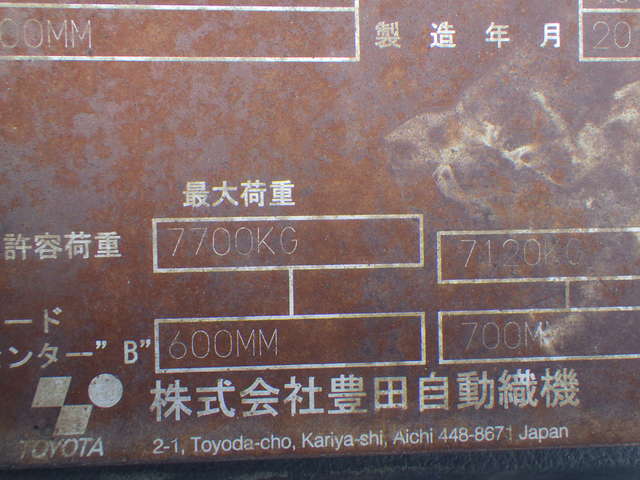 00MM 製造年月 20
最大荷重
許容荷重 7700KG 7120KG
ード
センター" B" 600MM 700M
株式会社豊田自動織機
TOYOTA 2-1, Toyoda-cho, Kariya-shi, Aichi 448-8671 Japan